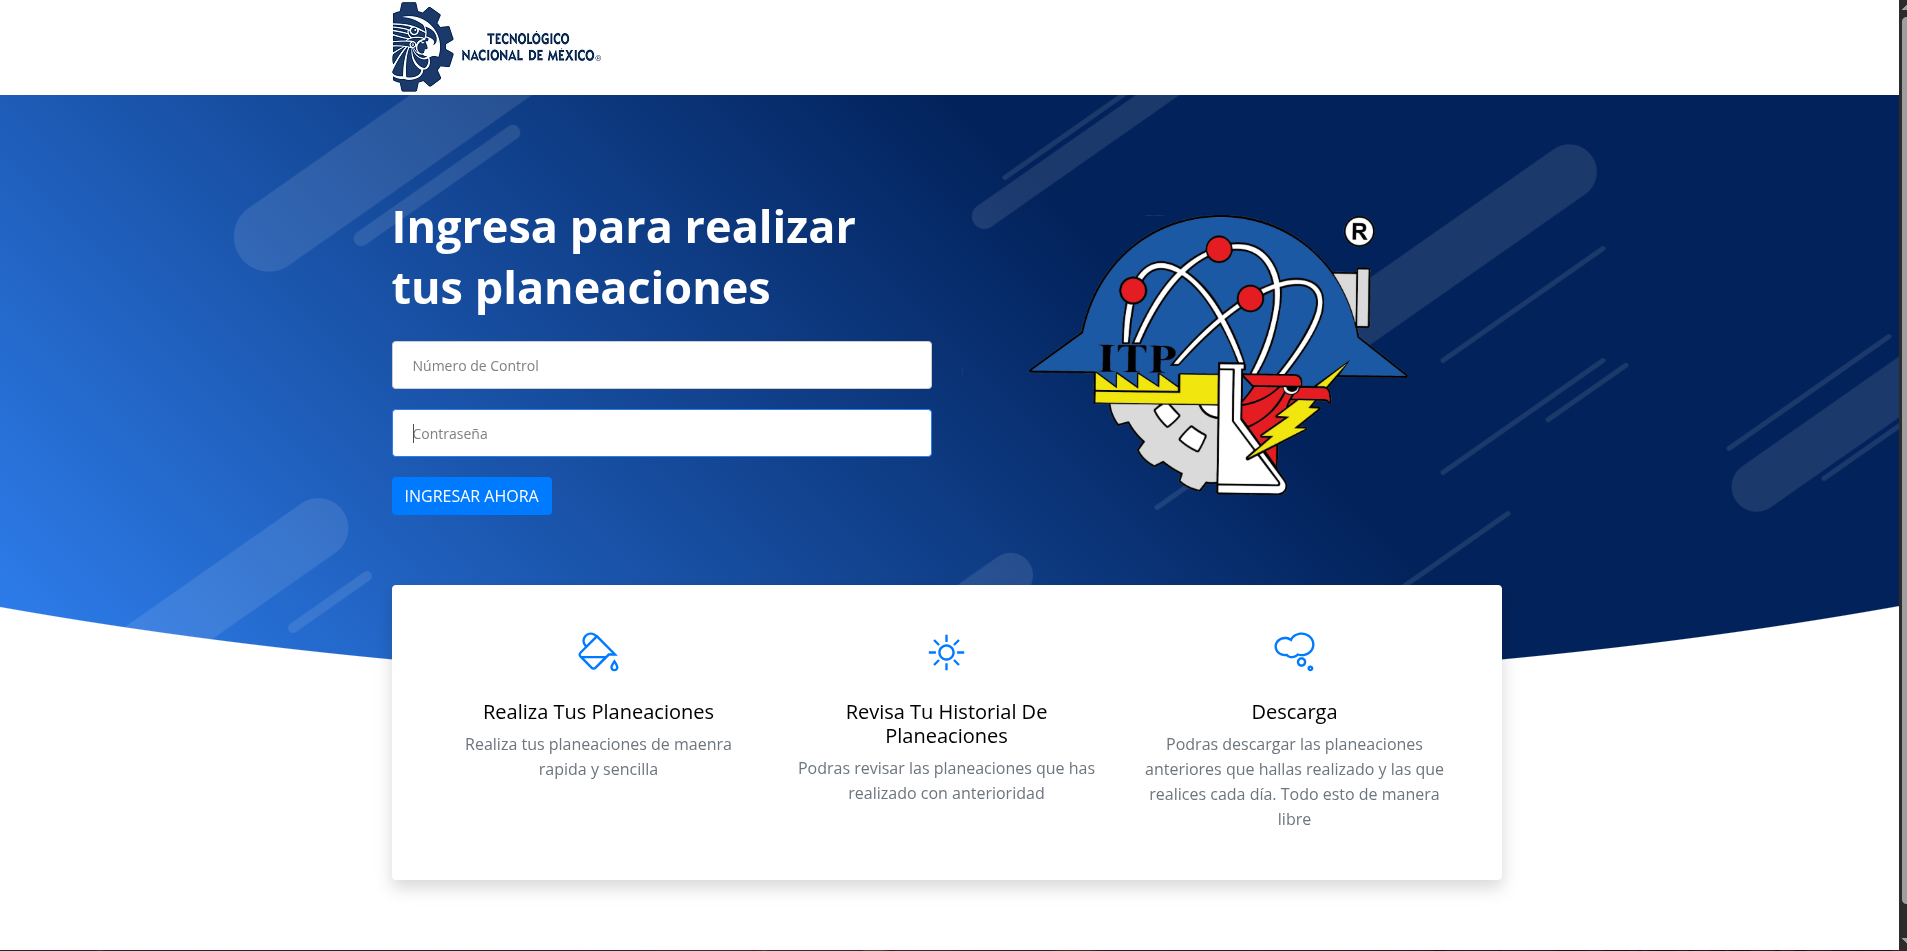 TECNOLÓGICO
NACIONAL DE MÉXICO®
Ingresa para realizar
tus planeaciones
Número de Control
Contraseña
INGRESAR AHORA
®
ITP
Realiza Tus Planeaciones
Realiza tus planeaciones de maenra
rapida y sencilla
Revisa Tu Historial De
Planeaciones
Podras revisar las planeaciones que has
realizado con anterioridad
Descarga
Podras descargar las planeaciones
anteriores que hallas realizado y las que
realices cada día. Todo esto de manera
libre